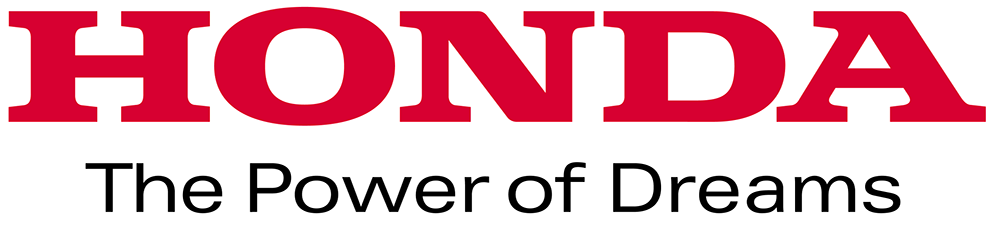 HONDA
The Power of Dreams